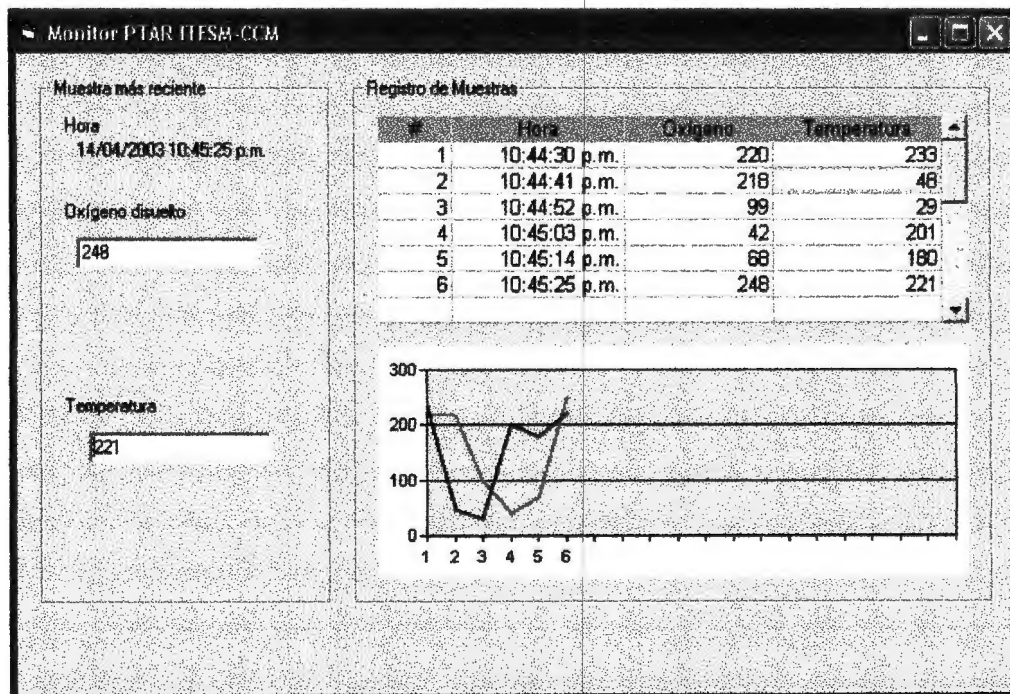 Monitor PTAR ITESM-CCM
Muestra más reciente
Hora
14/04/2003 10:45:25 p.m.
Oxígeno disuelto
248
Temperatura
221
Registro de Muestras
# Hora Oxígeno Temperatura
1 10:44:30 p.m. 220 233
2 10:44:41 p.m. 218 48
3 10:44:52 p.m. 99 29
4 10:45:03 p.m. 42 201
5 10:45:14 p.m. 68 180
6 10:45:25 p.m. 248 221
300
200
100
0
1 2 3 4 5 6